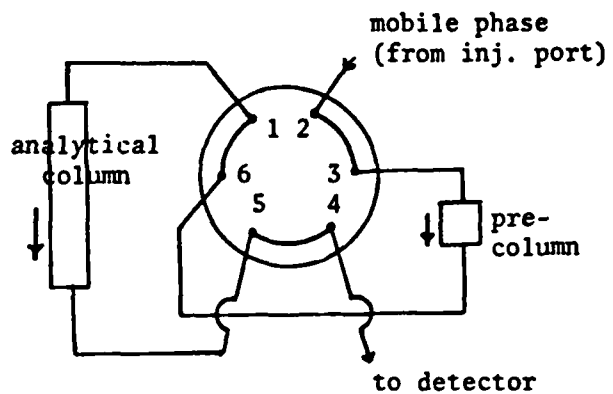 mobile phase
(from inj. port)
analytical
column
1 2
6 3
5 4
pre-
column
to detector